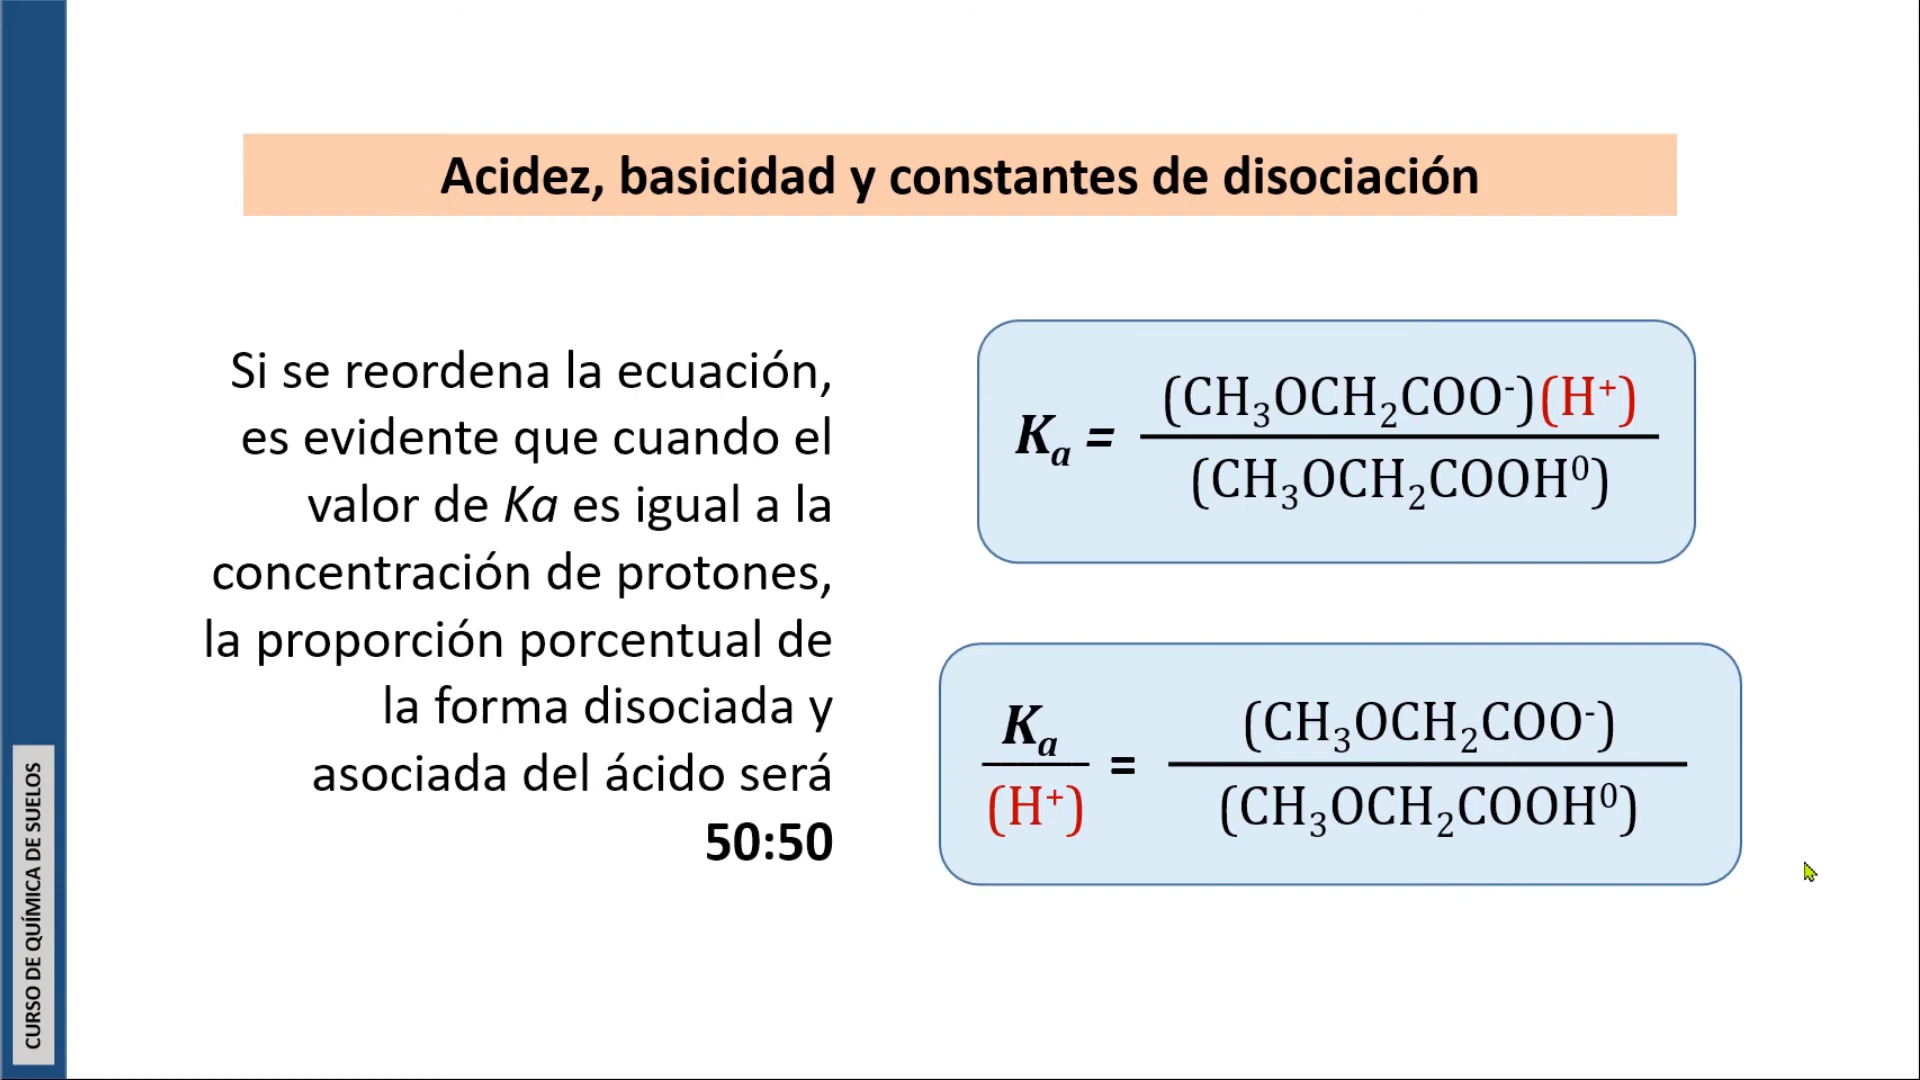 Acidez, basicidad y constantes de disociación
Si se reordena la ecuación,
es evidente que cuando el
valor de Ka es igual a la
concentración de protones,
la proporción porcentual de
la forma disociada y
asociada del ácido será
50:50
Kₐ = (CH₃OCH₂COO⁻)(H⁺)
(CH₃OCH₂COOH⁰)
Kₐ = (CH₃OCH₂COO⁻)
(H⁺) (CH₃OCH₂COOH⁰)
CURSO DE QUÍMICA DE SUELOS